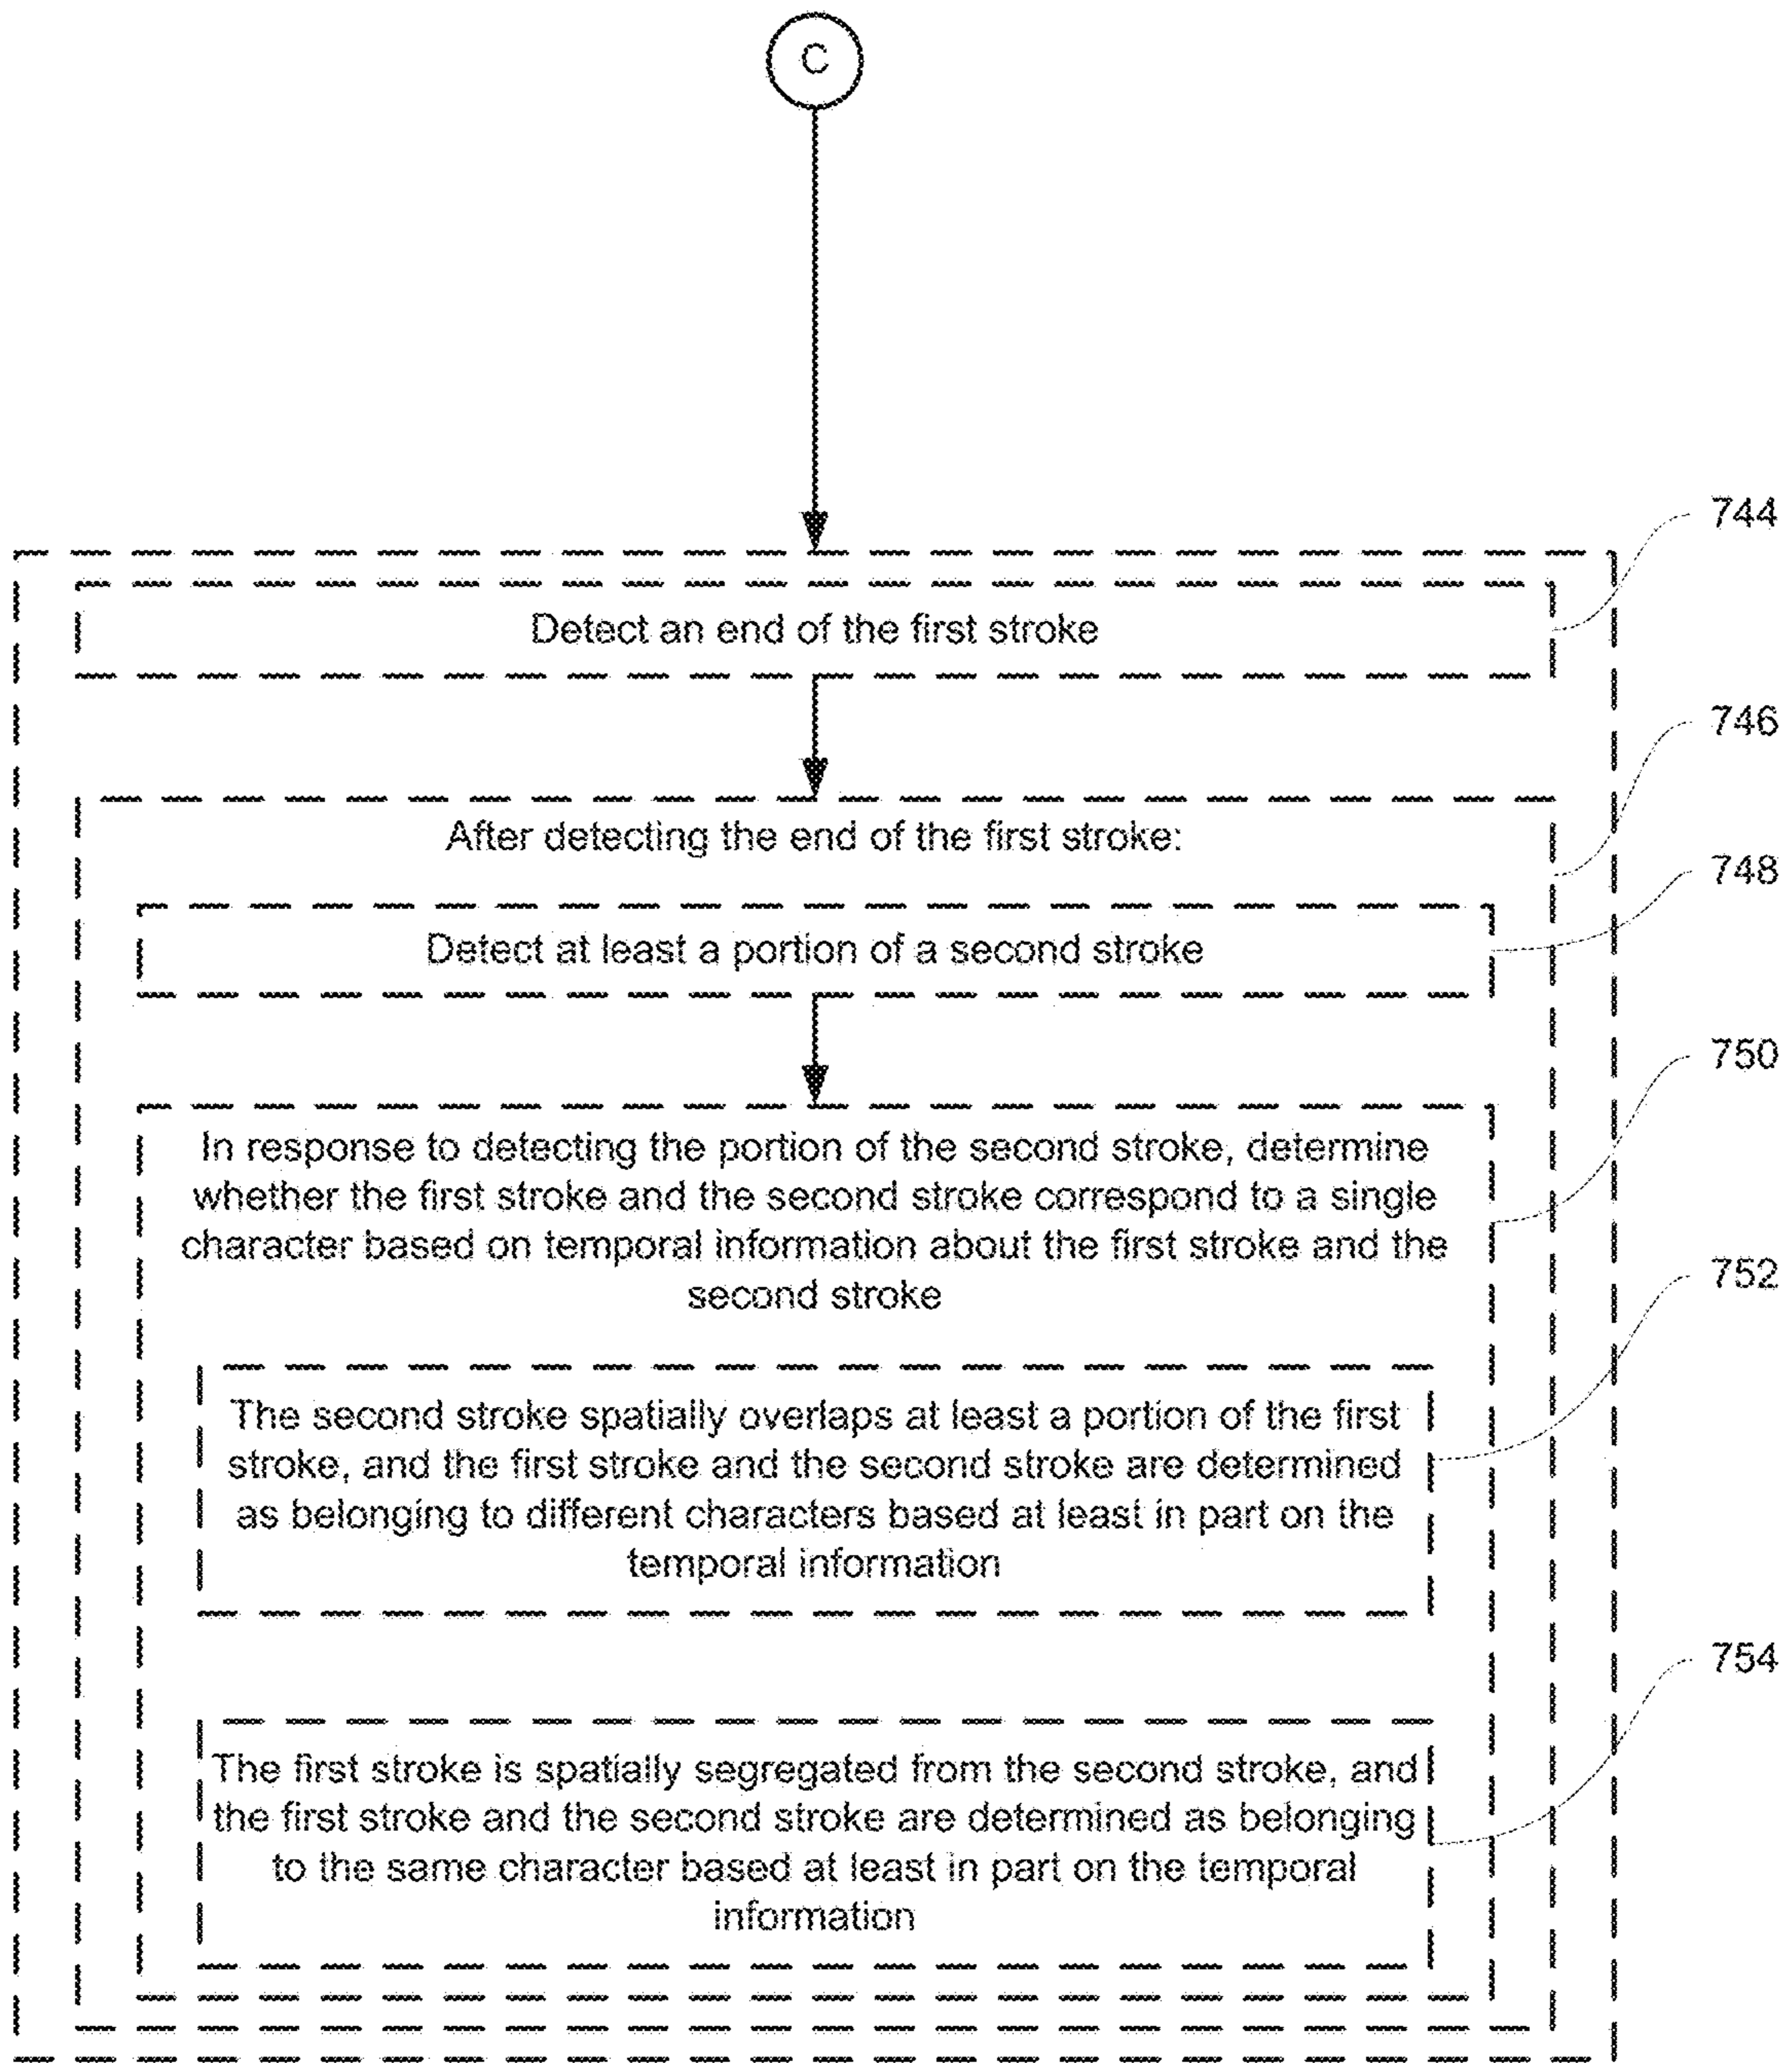 C
744
Detect an end of the first stroke
746
After detecting the end of the first stroke:
748
Detect at least a portion of a second stroke
750
In response to detecting the portion of the second stroke, determine
whether the first stroke and the second stroke correspond to a single
character based on temporal information about the first stroke and the
second stroke
752
The second stroke spatially overlaps at least a portion of the first
stroke, and the first stroke and the second stroke are determined
as belonging to different characters based at least in part on the
temporal information
754
The first stroke is spatially segregated from the second stroke, and
the first stroke and the second stroke are determined as belonging
to the same character based at least in part on the temporal
information